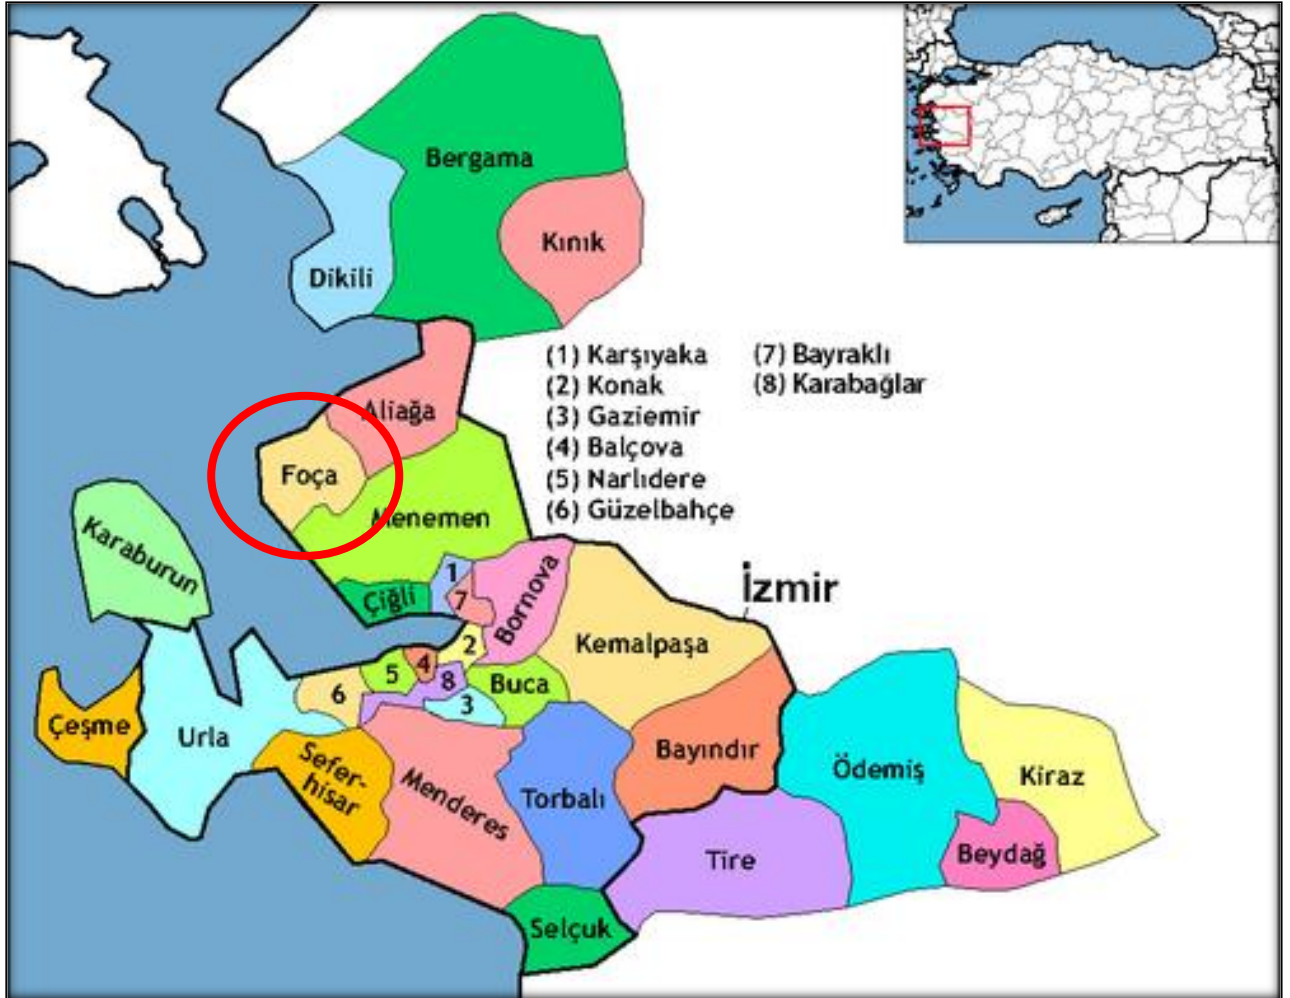 Bergama
Kınık
Dikili
(1) Karşıyaka
(2) Konak
(3) Gaziemir
(4) Balçova
(5) Narlıdere
(6) Güzelbahçe
(7) Bayraklı
(8) Karabağlar
Aliağa
Foça
Menemen
Karaburun
Çiğli
1
7
Bornova
İzmir
2
Kemalpaşa
4
5
8
Buca
6
3
Çeşme
Urla
Sefer-
hisar
Menderes
Torbalı
Bayındır
Ödemiş
Kiraz
Tire
Beydağ
Selçuk